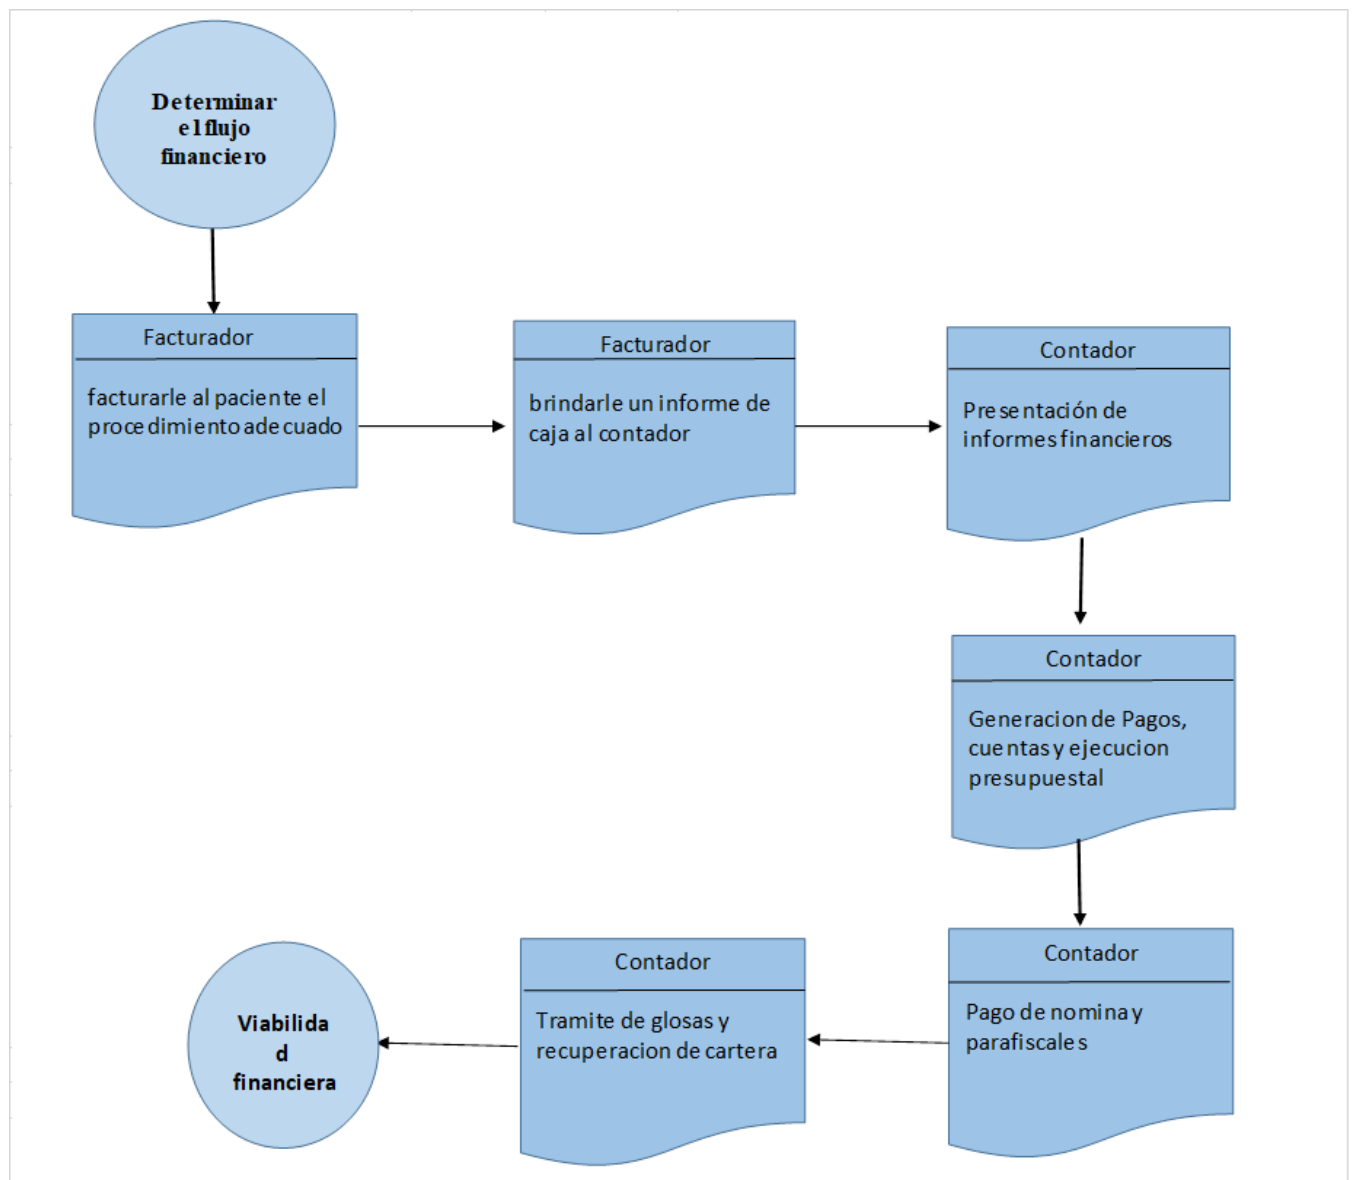 Determinar
el flujo
financiero
Facturador
facturarle al paciente el
procedimiento adecuado
Facturador
brindarle un informe de
caja al contador
Contador
Presentación de
informes financieros
Contador
Generacion de Pagos,
cuentas y ejecucion
presupuestal
Contador
Pago de nomina y
parafiscales
Contador
Tramite de glosas y
recuperacion de cartera
Viabilida
d
financiera